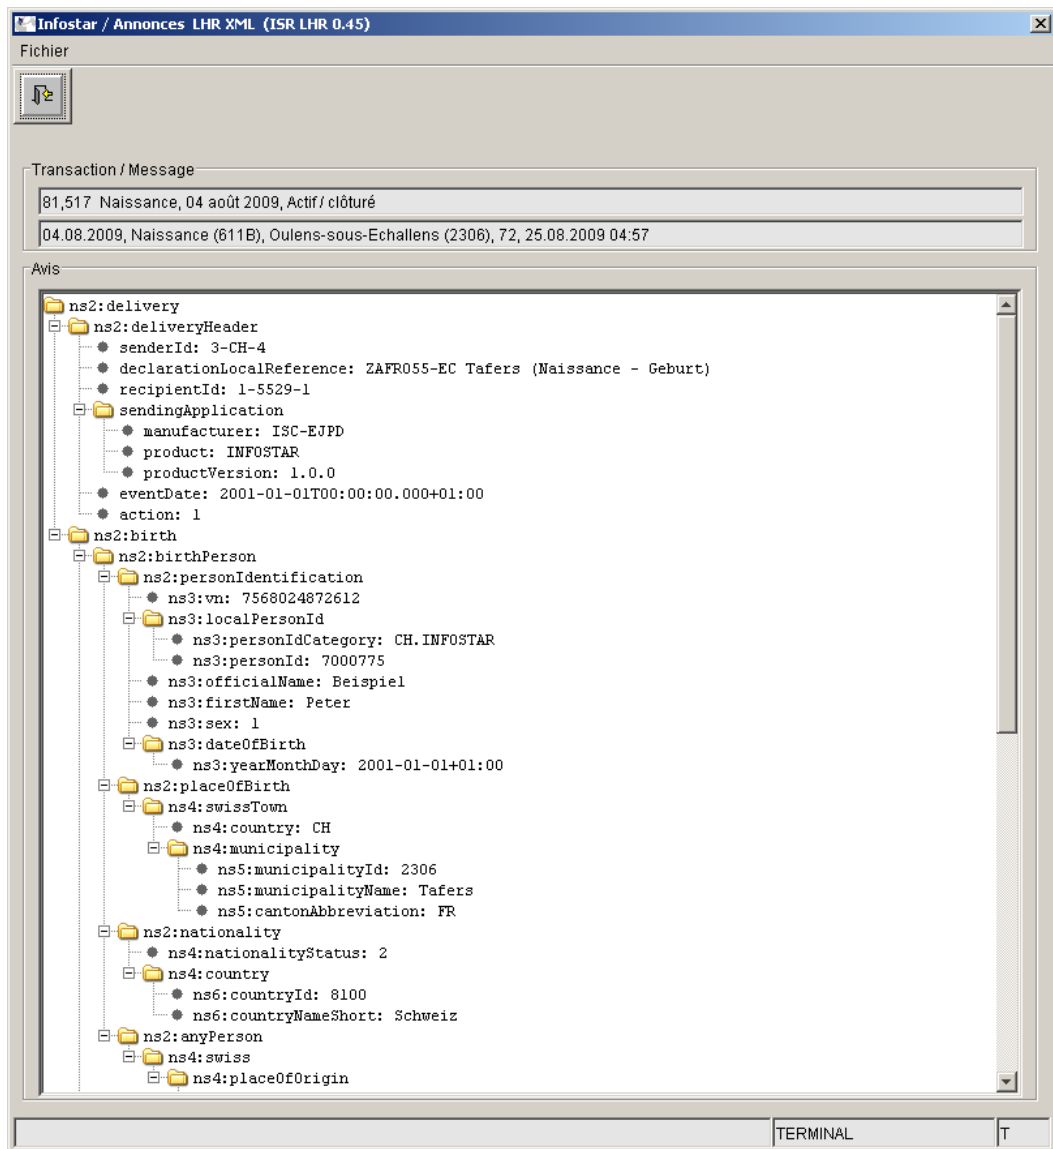 Infostar / Annonces LHR XML (ISR LHR 0.45)
Fichier
Transaction / Message
81,517 Naissance, 04 août 2009, Actif / clôturé
04.08.2009, Naissance (611B), Oulens-sous-Echallens (2306), 72, 25.08.2009 04:57
Avis
ns2:delivery
ns2:deliveryHeader
senderId: 3-CH-4
declarationLocalReference: ZAFR055-EC Tafers (Naissance - Geburt)
recipientId: 1-5529-1
sendingApplication
manufacturer: ISC-EJPD
product: INFOSTAR
productVersion: 1.0.0
eventDate: 2001-01-01T00:00:00.000+01:00
action: 1
ns2:birth
ns2:birthPerson
ns2:personIdentification
ns3:vn: 7568024872612
ns3:localPersonId
ns3:personIdCategory: CH.INFOSTAR
ns3:personId: 7000775
ns3:officialName: Beispiel
ns3:firstName: Peter
ns3:sex: 1
ns3:dateOfBirth
ns3:yearMonthDay: 2001-01-01+01:00
ns2:placeOfBirth
ns4:swissTown
ns4:country: CH
ns4:municipality
ns5:municipalityId: 2306
ns5:municipalityName: Tafers
ns5:cantonAbbreviation: FR
ns2:nationality
ns4:nationalityStatus: 2
ns4:country
ns6:countryId: 8100
ns6:countryNameShort: Schweiz
ns2:anyPerson
ns4:swiss
ns4:placeOfOrigin
TERMINAL T